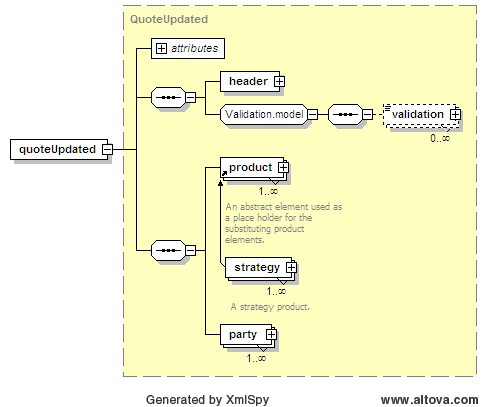 QuoteUpdated
attributes
header
Validation.model
validation
0..∞
quoteUpdated
product
1..∞
An abstract element used as
a place holder for the
substituting product
elements.
strategy
1..∞
A strategy product.
party
1..∞
Generated by XmlSpy
www.altova.com